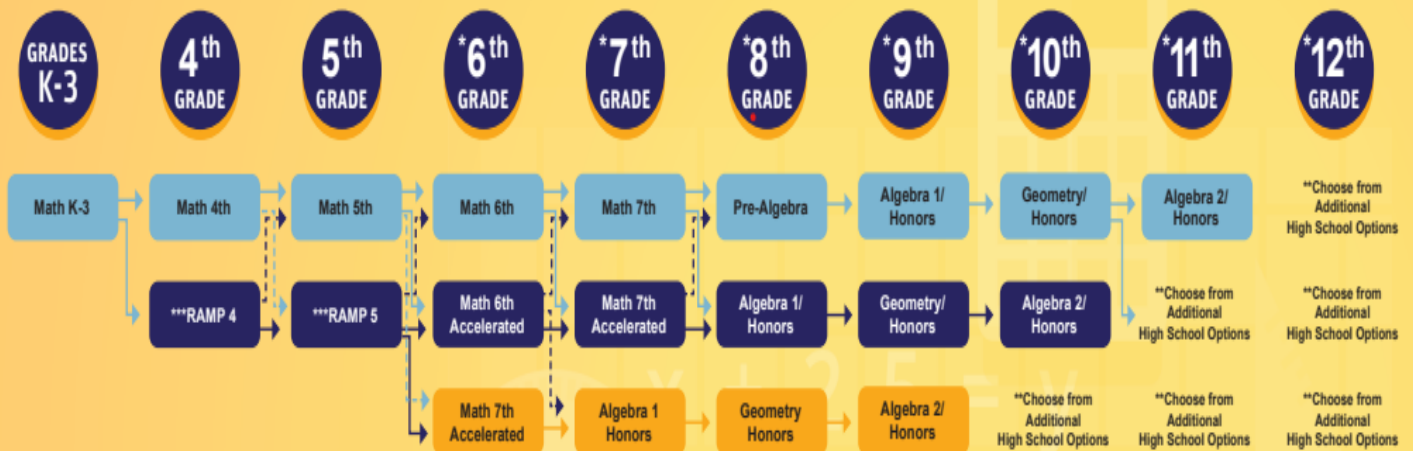 GRADES
K-3
4th
GRADE
5th
GRADE
*6th
GRADE
*7th
GRADE
*8th
GRADE
*9th
GRADE
*10th
GRADE
*11th
GRADE
*12th
GRADE
Math K-3
Math 4th
Math 5th
Math 6th
Math 7th
Pre-Algebra
Algebra 1/
Honors
Geometry/
Honors
Algebra 2/
Honors
**Choose from
Additional
High School Options
***RAMP 4
***RAMP 5
Math 6th
Accelerated
Math 7th
Accelerated
Algebra 1/
Honors
Geometry/
Honors
Algebra 2/
Honors
**Choose from
Additional
High School Options
**Choose from
Additional
High School Options
Math 7th
Accelerated
Algebra 1
Honors
Geometry
Honors
Algebra 2/
Honors
**Choose from
Additional
High School Options
**Choose from
Additional
High School Options
**Choose from
Additional
High School Options